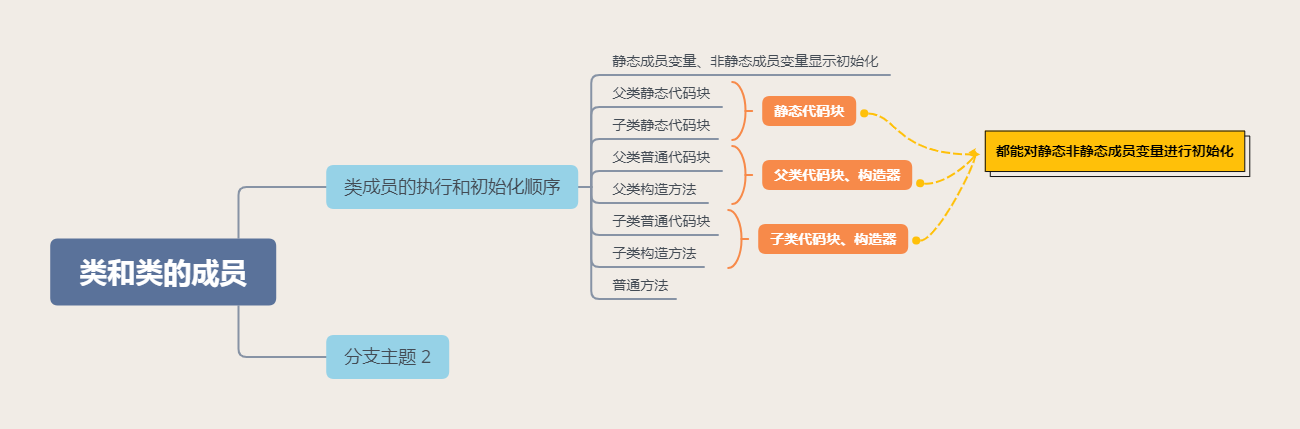 类和类的成员
类成员的执行和初始化顺序
静态成员变量、非静态成员变量显示初始化
父类静态代码块
子类静态代码块
静态代码块
父类普通代码块
父类构造方法
父类代码块、构造器
子类普通代码块
子类构造方法
子类代码块、构造器
普通方法
都能对静态非静态成员变量进行初始化
分支主题 2